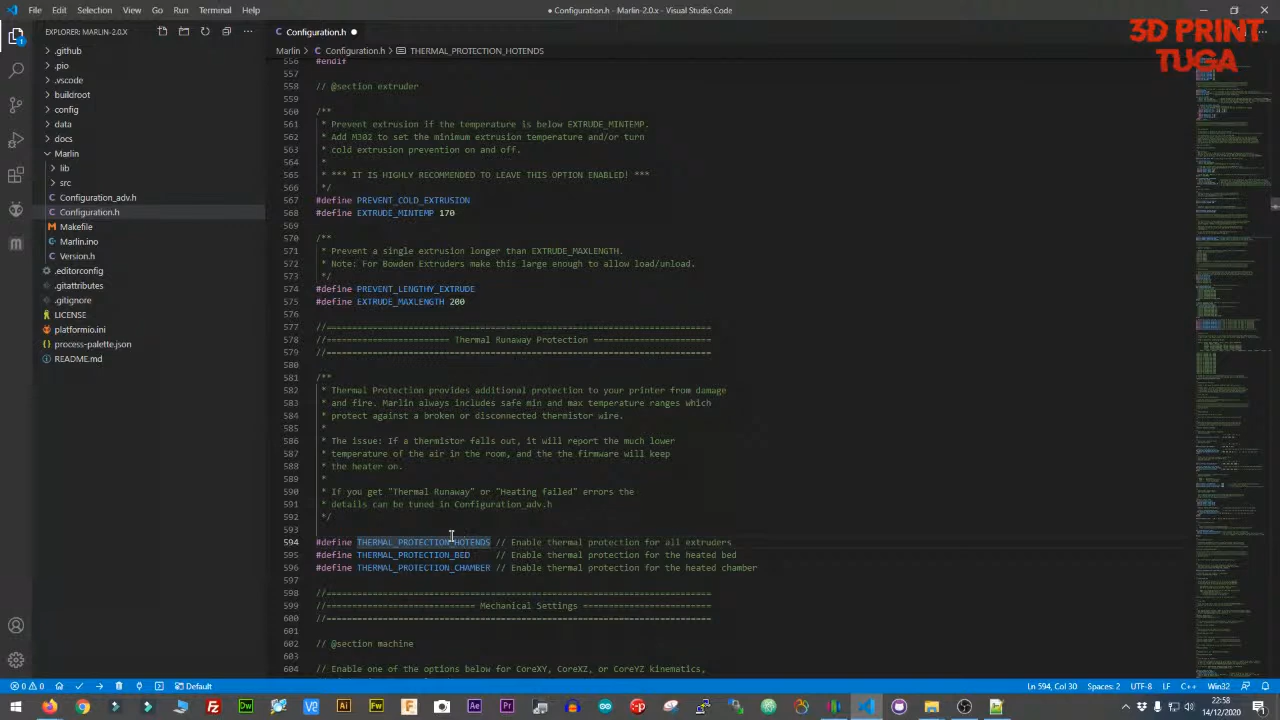 File Edit Selection View Go Run Terminal Help
● Configuration.h - Marlin-2.0.x - Visual Studio Code
3D PRINT
TUGA
EXPLORER: MARLIN-2.0.X
Configuration.h
Marlin > Configuration.h > THERMAL_PROTECTION_HOTENDS
.github
.pio
.vscode
buildroot
config
data
docs
Marlin
lib
src
Configuration_adv.h
Configuration.h
Makefile
Marlin.ino
Version.h
.editorconfig
.gitattributes
.gitignore
LICENSE
platformio.ini
process-palette.json
README.md
556 #endif
557
558 // @section extruder
559
560 /**
561 * Prevent extrusion if the temperature is below EXTRUDE_MINTEMP.
562 * Add M302 to set the minimum extrusion temperature and/or turn
563 * cold extrusion prevention on and off.
564 *
565 * *** IT IS HIGHLY RECOMMENDED TO LEAVE THIS OPTION ENABLED! ***
566 */
567 #define PREVENT_COLD_EXTRUSION
568 #define EXTRUDE_MINTEMP 170
569
570 /**
571 * Prevent a single extrusion longer than EXTRUDE_MAXLENGTH.
572 * Note: For Bowden Extruders make this large enough to allow load/unload.
573 */
574 #define PREVENT_LENGTHY_EXTRUDE
575 #define EXTRUDE_MAXLENGTH 200
576
577 //===========================================================================
578 //======================== Thermal Runaway Protection =======================
579 //===========================================================================
580
581 /**
582 * Thermal Protection provides additional protection to your printer from damage
583 * and fire. Marlin always includes safe min and max temperature ranges which
584 * protect against a broken or disconnected thermistor wire.
585 *
586 * The issue: If a thermistor falls out, it will report the much lower
587 * temperature of the air in the room, and the the firmware will keep
588 * the heater on.
589 *
590 * If you get "Thermal Runaway" or "Heating failed" errors the
591 * details can be tuned in Configuration_adv.h
592 */
593
594 #define THERMAL_PROTECTION_HOTENDS // Enable thermal protection for all extruders
595 #define THERMAL_PROTECTION_BED // Enable thermal protection for the heated bed
596 #define THERMAL_PROTECTION_CHAMBER // Enable thermal protection for the heated chamber
597
598 //===========================================================================
599 //============================= Mechanical Settings =========================
600 //===========================================================================
601
602 // @section machine
603
604 // Uncomment one of the options below for CoreXY, CoreXZ, or CoreYZ kinematics,
0 0 Default
Ln 594, Col 30 Spaces: 2 UTF-8 LF C++ Win32
22:58
14/12/2020